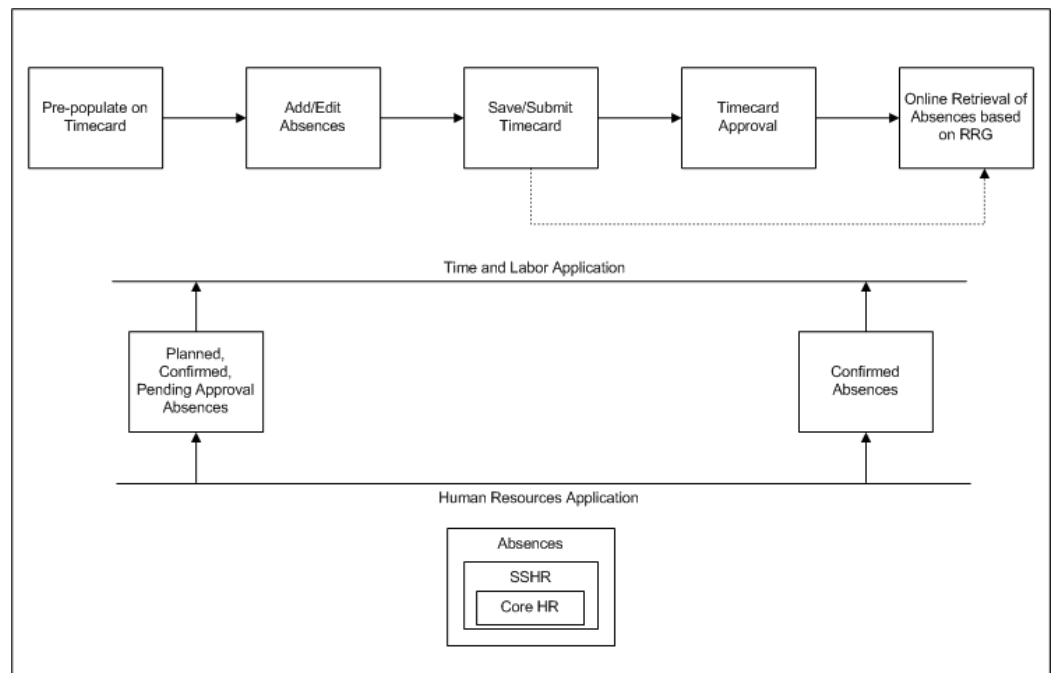 Pre-populate on
Timecard
Add/Edit
Absences
Save/Submit
Timecard
Timecard
Approval
Online Retrieval of
Absences based
on RRG
Time and Labor Application
Planned,
Confirmed,
Pending Approval
Absences
Confirmed
Absences
Human Resources Application
Absences
SSHR
Core HR